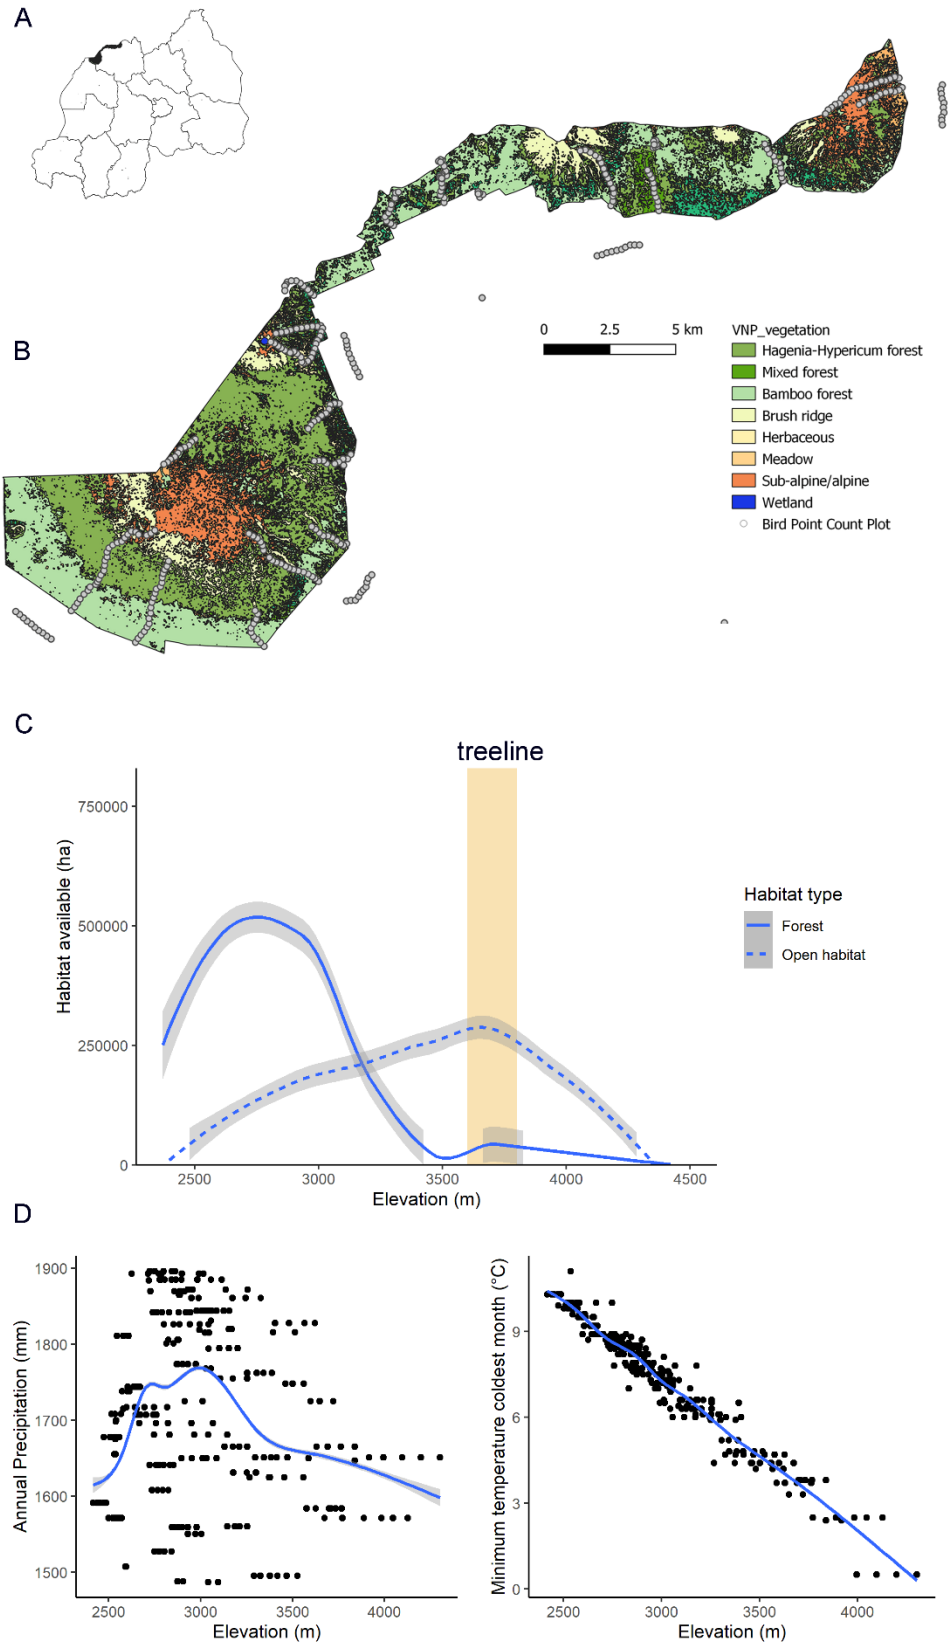 A
B
0 2.5 5 km
VNP_vegetation
Hagenia-Hypericum forest
Mixed forest
Bamboo forest
Brush ridge
Herbaceous
Meadow
Sub-alpine/alpine
Wetland
Bird Point Count Plot
C
treeline
750000
500000
250000
0
Habitat available (ha)
2500 3000 3500 4000 4500
Elevation (m)
Habitat type
Forest
Open habitat
D
1900
1800
1700
1600
1500
Annual Precipitation (mm)
2500 3000 3500 4000
Elevation (m)
9
6
3
0
Minimum temperature coldest month (°C)
2500 3000 3500 4000
Elevation (m)